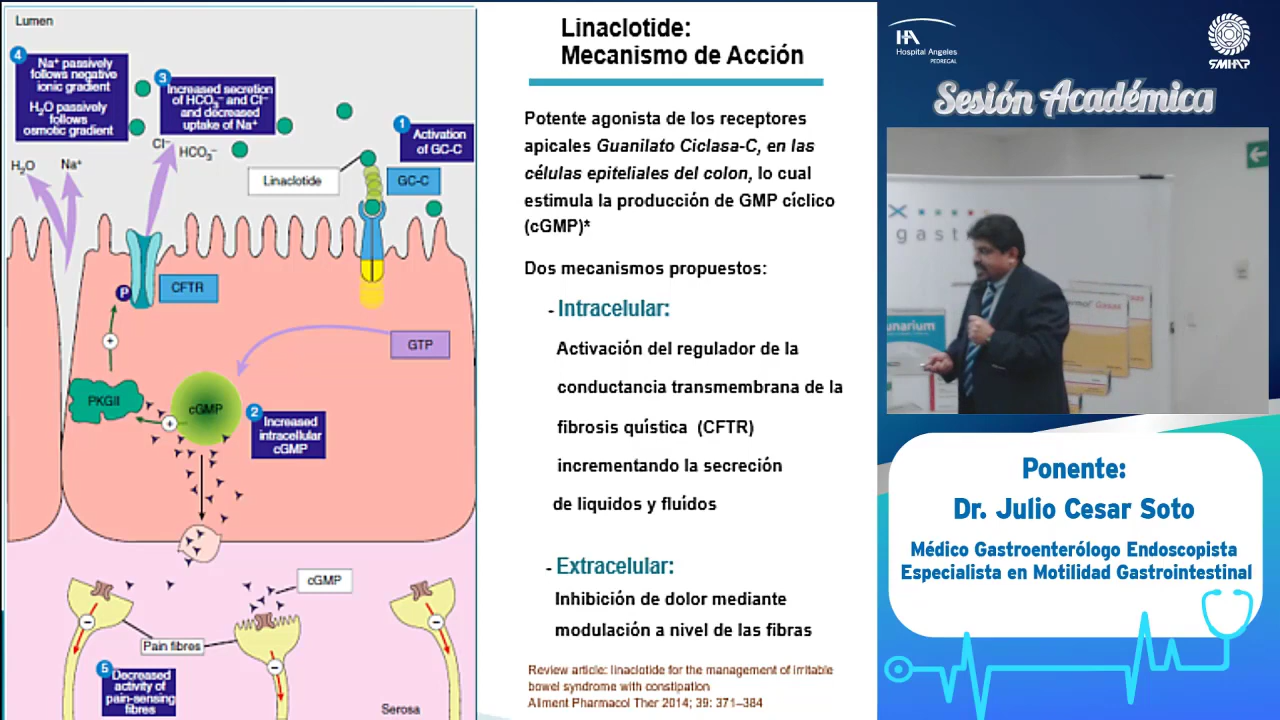 Lumen
4
Na⁺ passively
follows negative
ionic gradient
H₂O passively
follows
osmotic gradient
3
Increased secretion
of HCO₃⁻ and Cl⁻
and decreased
uptake of Na⁺
1
Activation
of GC-C
H₂O
Na⁺
Cl⁻
HCO₃⁻
Linaclotide
GC-C
P
CFTR
+
GTP
PKGII
cGMP
+
2
Increased
intracellular
cGMP
cGMP
Pain fibres
5
Decreased
activity of
pain-sensing
fibres
Serosa
Linaclotide:
Mecanismo de Acción
Potente agonista de los receptores
apicales Guanilato Ciclasa-C, en las
células epiteliales del colon, lo cual
estimula la producción de GMP cíclico
(cGMP)*
Dos mecanismos propuestos:
- Intracelular:
Activación del regulador de la
conductancia transmembrana de la
fibrosis quística (CFTR)
incrementando la secreción
de liquidos y fluídos
- Extracelular:
Inhibición de dolor mediante
modulación a nivel de las fibras
Review article: linaclotide for the management of irritable
bowel syndrome with constipation
Aliment Pharmacol Ther 2014; 39: 371–384
HA
Hospital Angeles
PEDREGAL
SMHAP
Sesión Académica
gast
unarium
Ponente:
Dr. Julio Cesar Soto
Médico Gastroenterólogo Endoscopista
Especialista en Motilidad Gastrointestinal